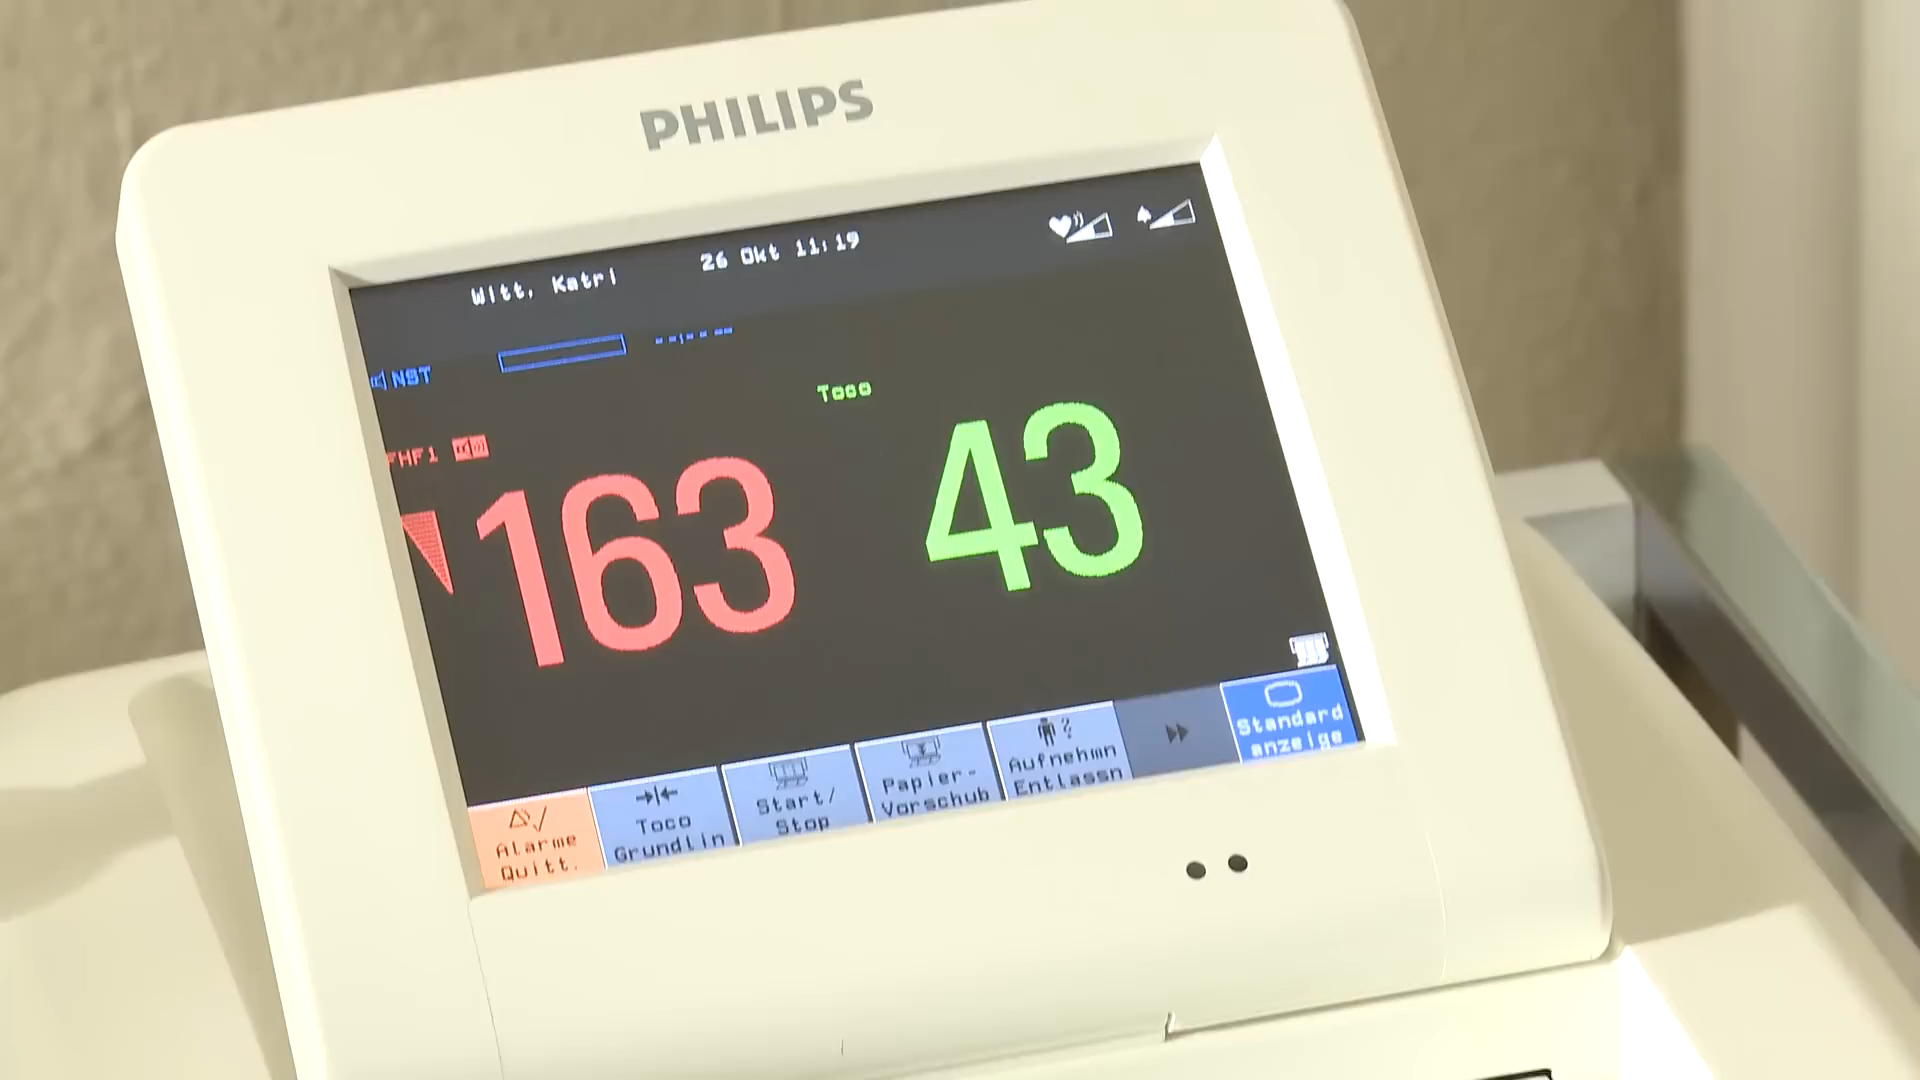 PHILIPS
Witt, Katri
26 Okt 11:19
NST
Toco
FHF1
163
43
Alarme
Quitt.
Toco
Grundlin
Start/
Stop
Papier-
Vorschub
Aufnehmn
Entlassn
Standard
anzeige